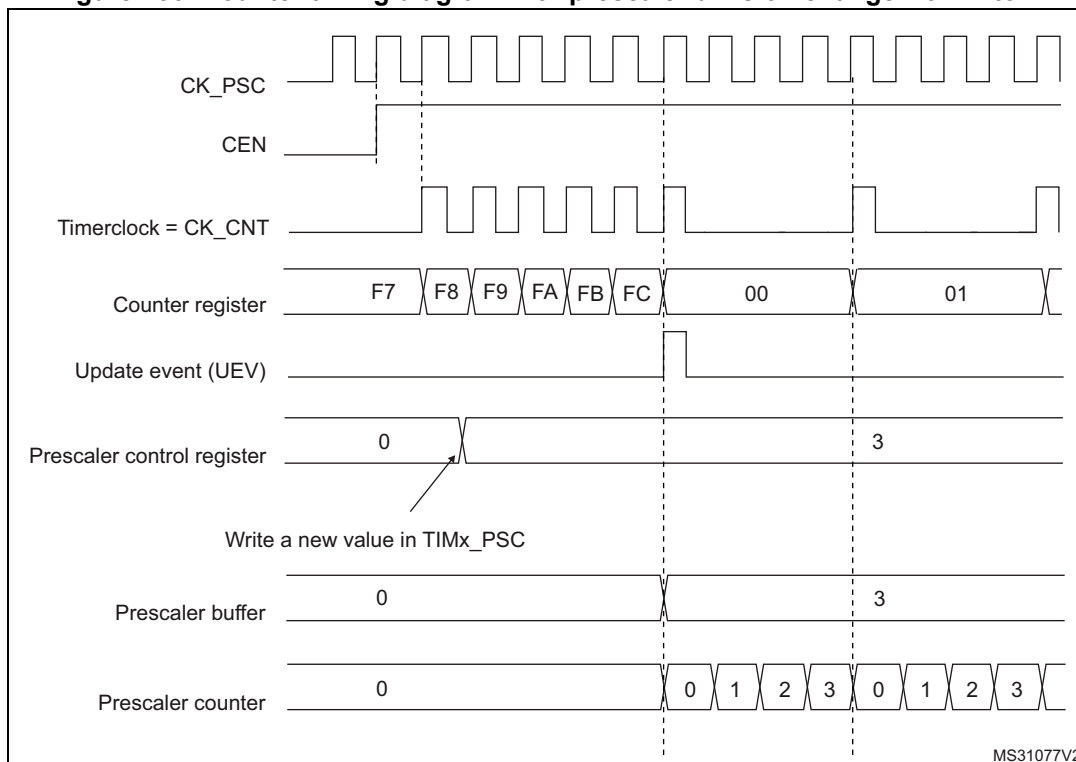 CK_PSC
CEN
Timerclock = CK_CNT
Counter register F7 F8 F9 FA FB FC 00 01
Update event (UEV)
Prescaler control register 0 3
Write a new value in TIMx_PSC
Prescaler buffer 0 3
Prescaler counter 0 0 1 2 3 0 1 2 3
MS31077V2